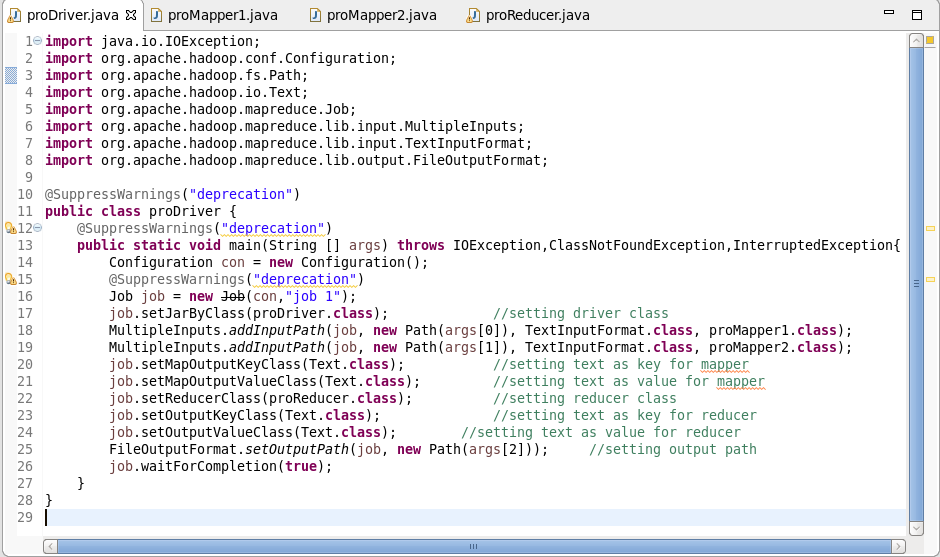 proDriver.java proMapper1.java proMapper2.java proReducer.java
1 import java.io.IOException;
2 import org.apache.hadoop.conf.Configuration;
3 import org.apache.hadoop.fs.Path;
4 import org.apache.hadoop.io.Text;
5 import org.apache.hadoop.mapreduce.Job;
6 import org.apache.hadoop.mapreduce.lib.input.MultipleInputs;
7 import org.apache.hadoop.mapreduce.lib.input.TextInputFormat;
8 import org.apache.hadoop.mapreduce.lib.output.FileOutputFormat;
9
10 @SuppressWarnings("deprecation")
11 public class proDriver {
12 @SuppressWarnings("deprecation")
13 public static void main(String [] args) throws IOException,ClassNotFoundException,InterruptedException{
14 Configuration con = new Configuration();
15 @SuppressWarnings("deprecation")
16 Job job = new Job(con,"job 1");
17 job.setJarByClass(proDriver.class); //setting driver class
18 MultipleInputs.addInputPath(job, new Path(args[0]), TextInputFormat.class, proMapper1.class);
19 MultipleInputs.addInputPath(job, new Path(args[1]), TextInputFormat.class, proMapper2.class);
20 job.setMapOutputKeyClass(Text.class); //setting text as key for mapper
21 job.setMapOutputValueClass(Text.class); //setting text as value for mapper
22 job.setReducerClass(proReducer.class); //setting reducer class
23 job.setOutputKeyClass(Text.class); //setting text as key for reducer
24 job.setOutputValueClass(Text.class); //setting text as value for reducer
25 FileOutputFormat.setOutputPath(job, new Path(args[2])); //setting output path
26 job.waitForCompletion(true);
27 }
28 }
29